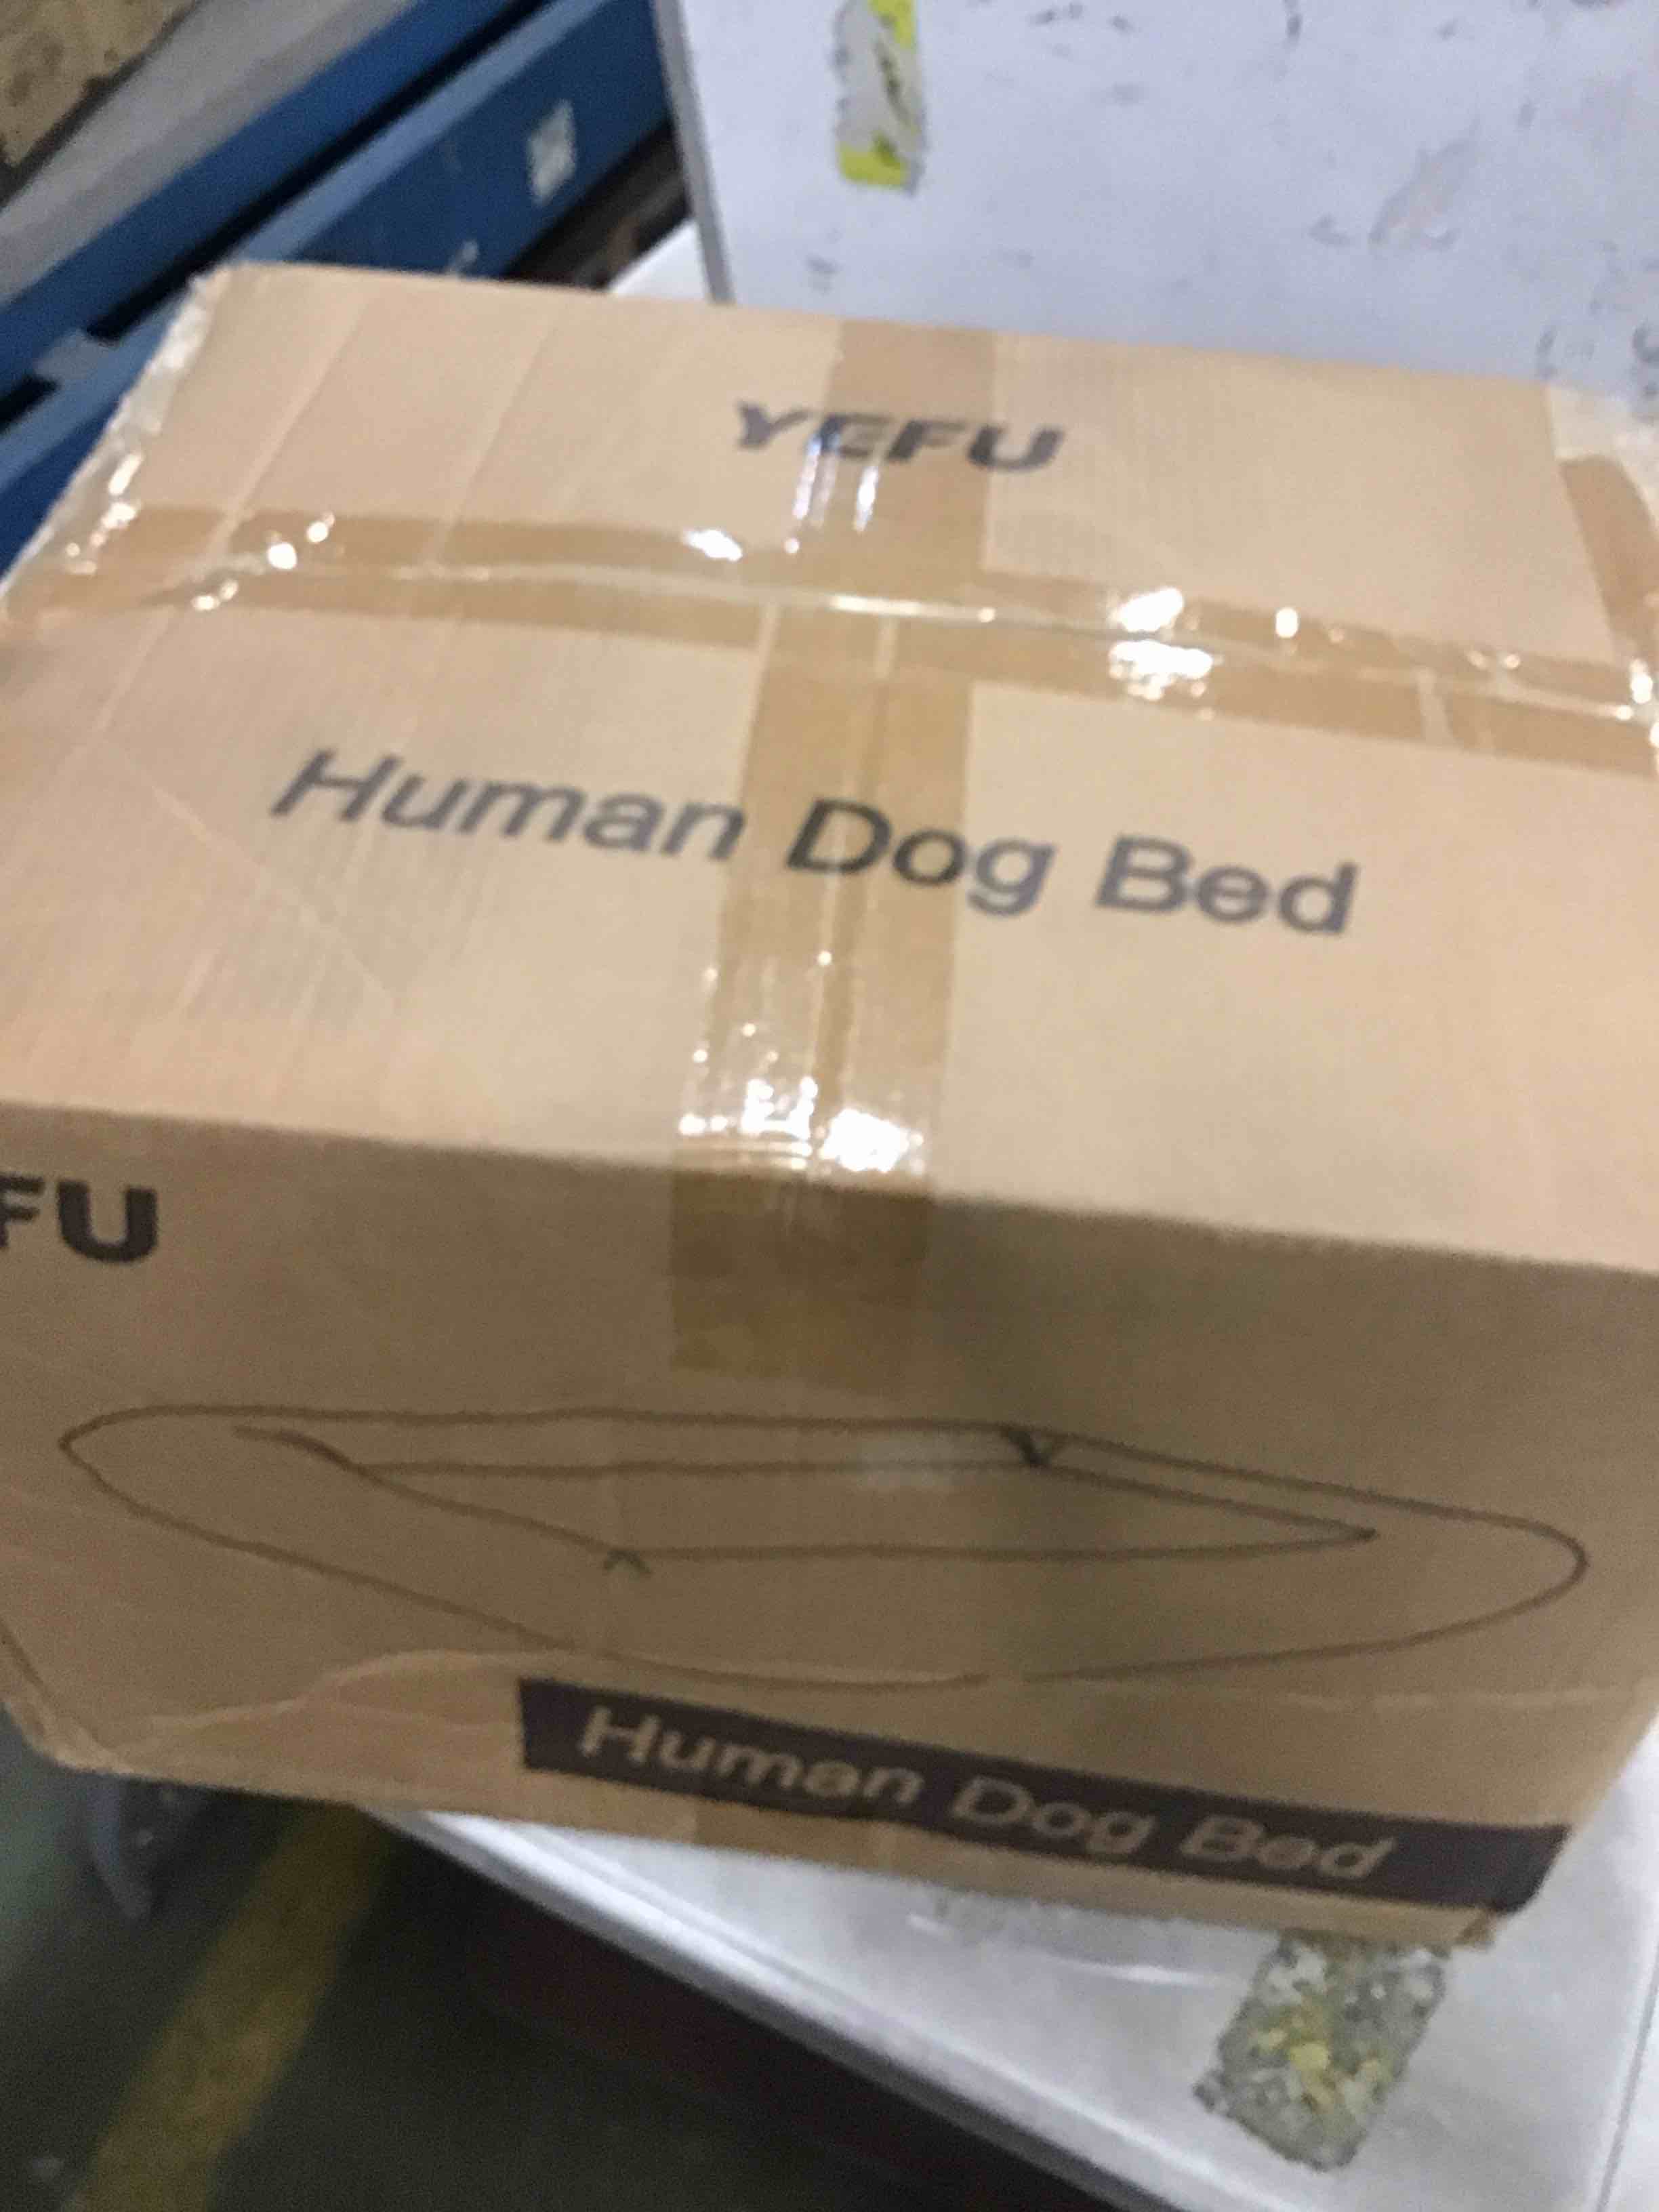 YEFU
Human Dog Bed
FU
Human Dog Bed